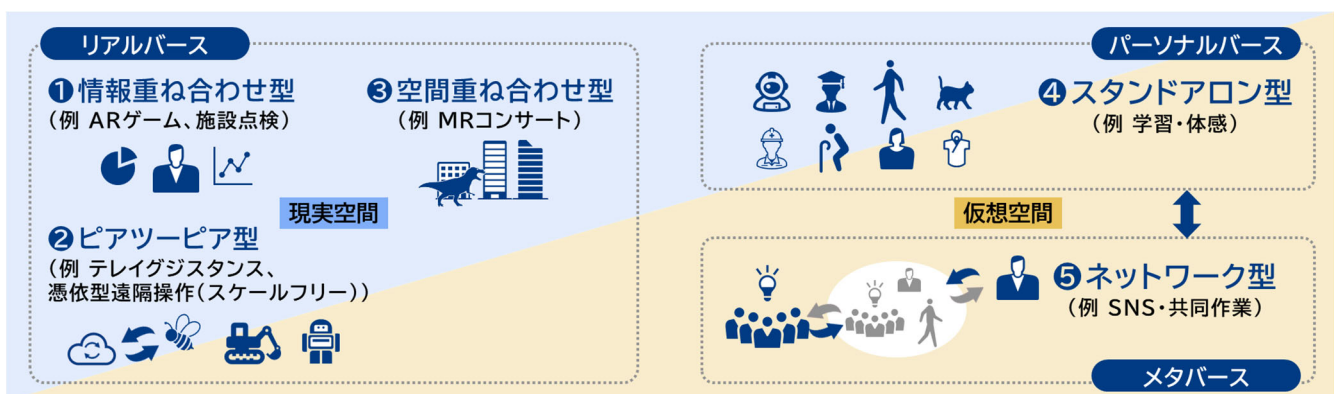 リアルバース
❶情報重ね合わせ型
（例 ARゲーム、施設点検）
❸空間重ね合わせ型
（例 MRコンサート）
現実空間
❷ピアツーピア型
（例 テレイグジスタンス、
憑依型遠隔操作（スケールフリー））
パーソナルバース
❹スタンドアロン型
（例 学習・体感）
仮想空間
❺ネットワーク型
（例 SNS・共同作業）
メタバース